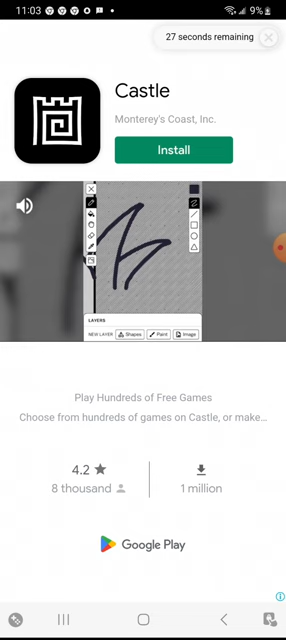 11:03
9%
27 seconds remaining
Castle
Monterey's Coast, Inc.
Install
LAYERS
NEW LAYER
Shapes
Paint
Image
Play Hundreds of Free Games
Choose from hundreds of games on Castle, or make...
4.2
8 thousand
1 million
Google Play